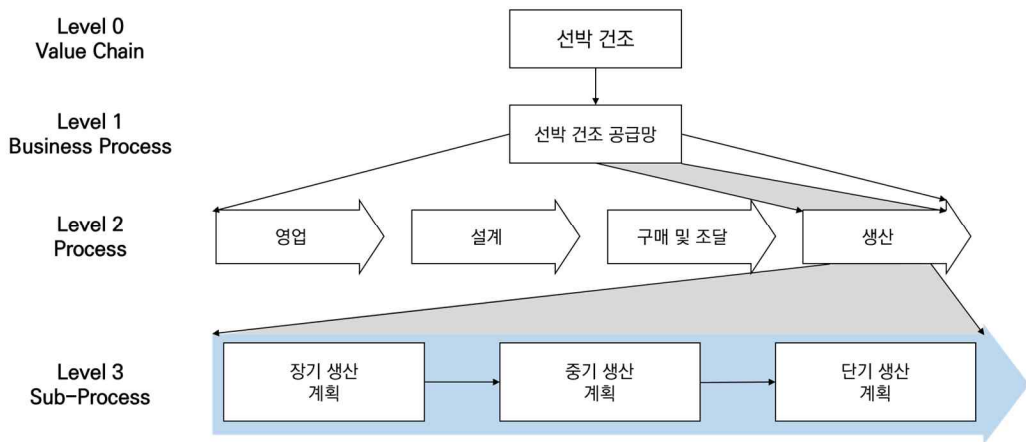 Level 0
Value Chain
선박 건조
Level 1
Business Process
선박 건조 공급망
Level 2
Process
영업
설계
구매 및 조달
생산
Level 3
Sub-Process
장기 생산
계획
중기 생산
계획
단기 생산
계획